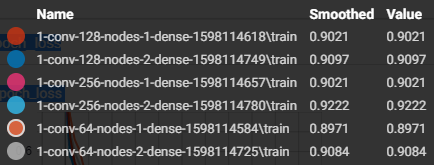 Name Smoothed Value
1-conv-128-nodes-1-dense-1598114618\train 0.9021 0.9021
1-conv-128-nodes-2-dense-1598114749\train 0.9097 0.9097
1-conv-256-nodes-1-dense-1598114657\train 0.9021 0.9021
1-conv-256-nodes-2-dense-1598114780\train 0.9222 0.9222
1-conv-64-nodes-1-dense-1598114584\train 0.8971 0.8971
1-conv-64-nodes-2-dense-1598114725\train 0.9084 0.9084